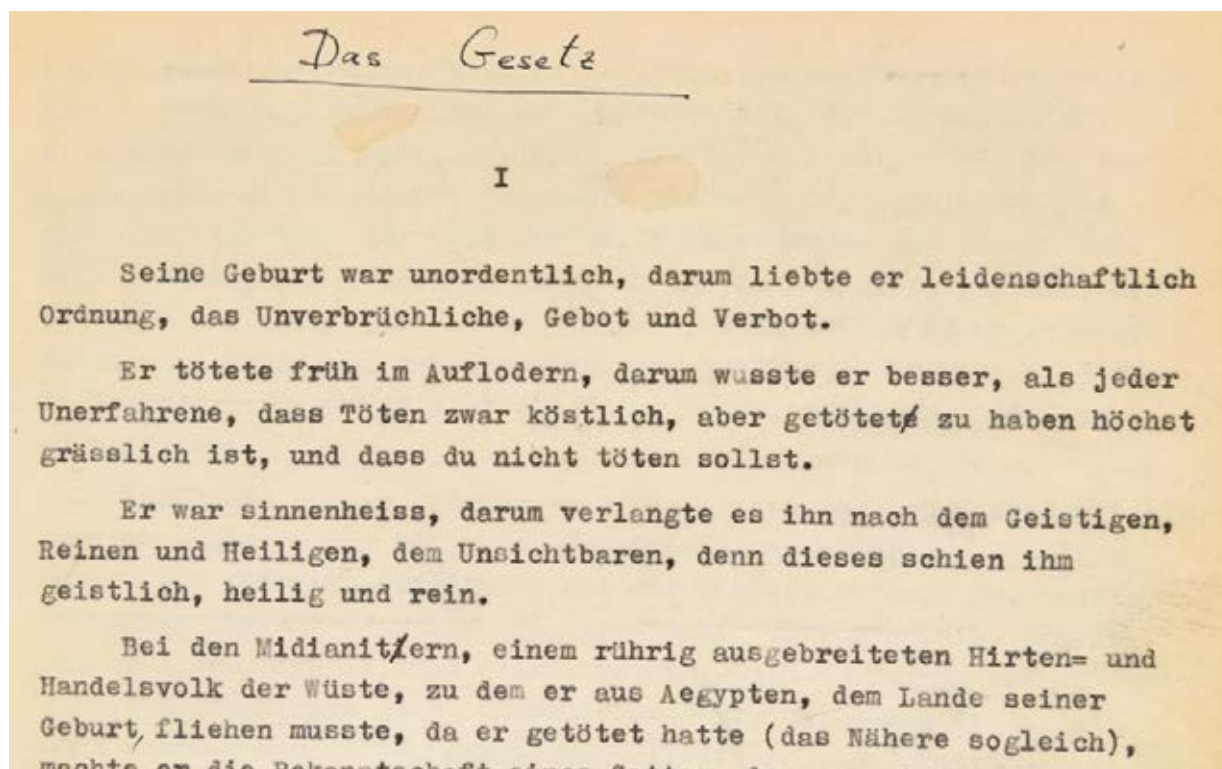 Das Gesetz
I
Seine Geburt war unordentlich, darum liebte er leidenschaftlich
Ordnung, das Unverbrüchliche, Gebot und Verbot.
Er tötete früh im Auflodern, darum wusste er besser, als jeder
Unerfahrene, dass Töten zwar köstlich, aber getötet zu haben höchst
grässlich ist, und dass du nicht töten sollst.
Er war sinnenheiss, darum verlangte es ihn nach dem Geistigen,
Reinen und Heiligen, dem Unsichtbaren, denn dieses schien ihm
geistlich, heilig und rein.
Bei den Midianitern, einem rührig ausgebreiteten Hirten= und
Handelsvolk der Wüste, zu dem er aus Aegypten, dem Lande seiner
Geburt, fliehen musste, da er getötet hatte (das Nähere sogleich),
machte er die Bekanntschaft eines